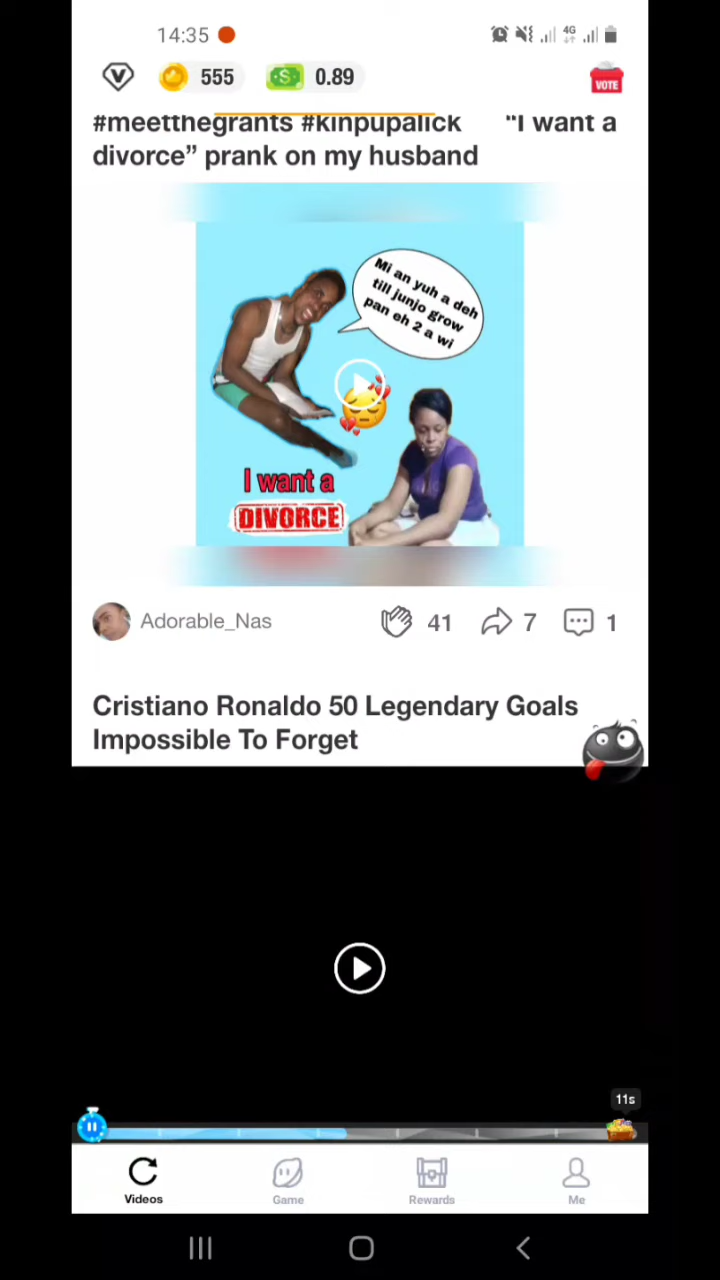 14:35
4G
555
0.89
VOTE
#meetthegrants #kinpupalick "I want a
divorce” prank on my husband
Mi an yuh a deh
till junjo grow
pan eh 2 a wi
I want a
DIVORCE
Adorable_Nas
41
7
1
Cristiano Ronaldo 50 Legendary Goals
Impossible To Forget
11s
Videos
Game
Rewards
Me